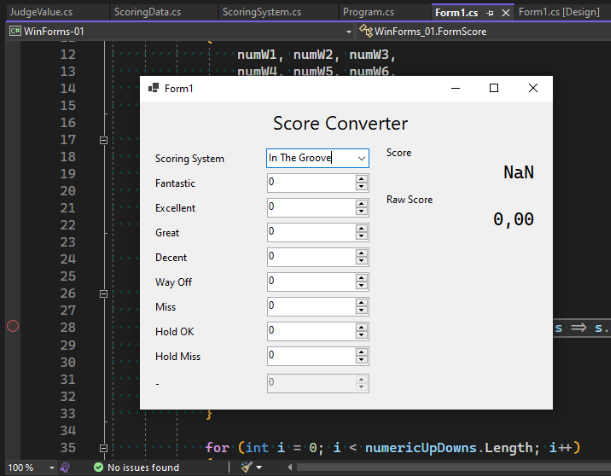 JudgeValue.cs ScoringData.cs ScoringSystem.cs Program.cs Form1.cs Form1.cs [Design]
C# WinForms-01 WinForms_01.FormScore
12 numW1, numW2, numW3,
13 numW4, numW5, numW6,
14
15
16
17
18
19
20
21
22
23
24
25
26
27
28 s => s.
29
30
31
32
33 }
34
35 for (int i = 0; i < numericUpDowns.Length; i++)
Form1
Score Converter
Scoring System In The Groove
Fantastic 0
Excellent 0
Great 0
Decent 0
Way Off 0
Miss 0
Hold OK 0
Hold Miss 0
- 0
Score
NaN
Raw Score
0,00
100 % No issues found